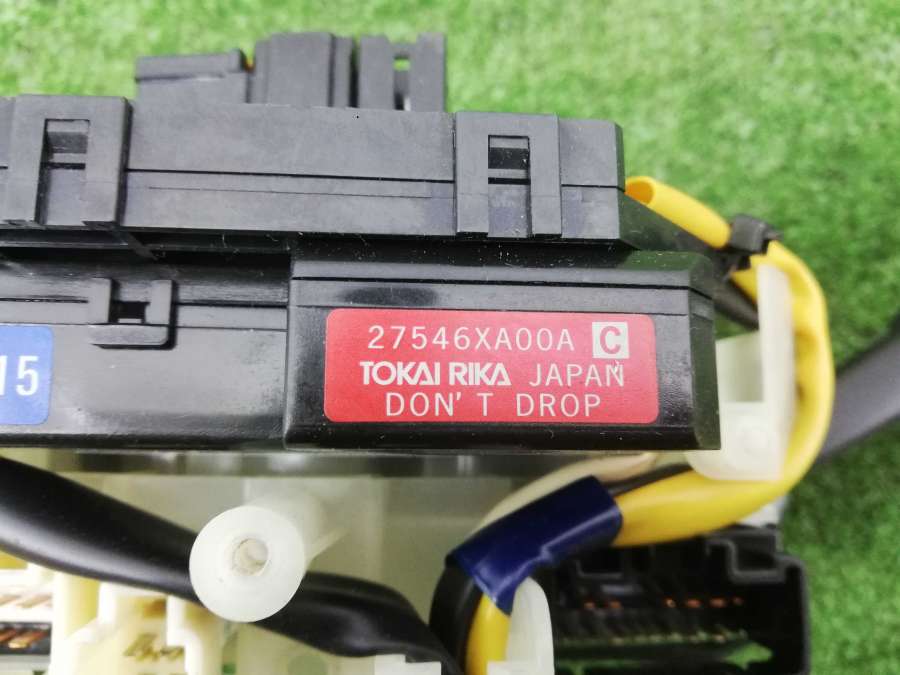 27546XA00A C
TOKAI RIKA JAPAN
DON'T DROP
15